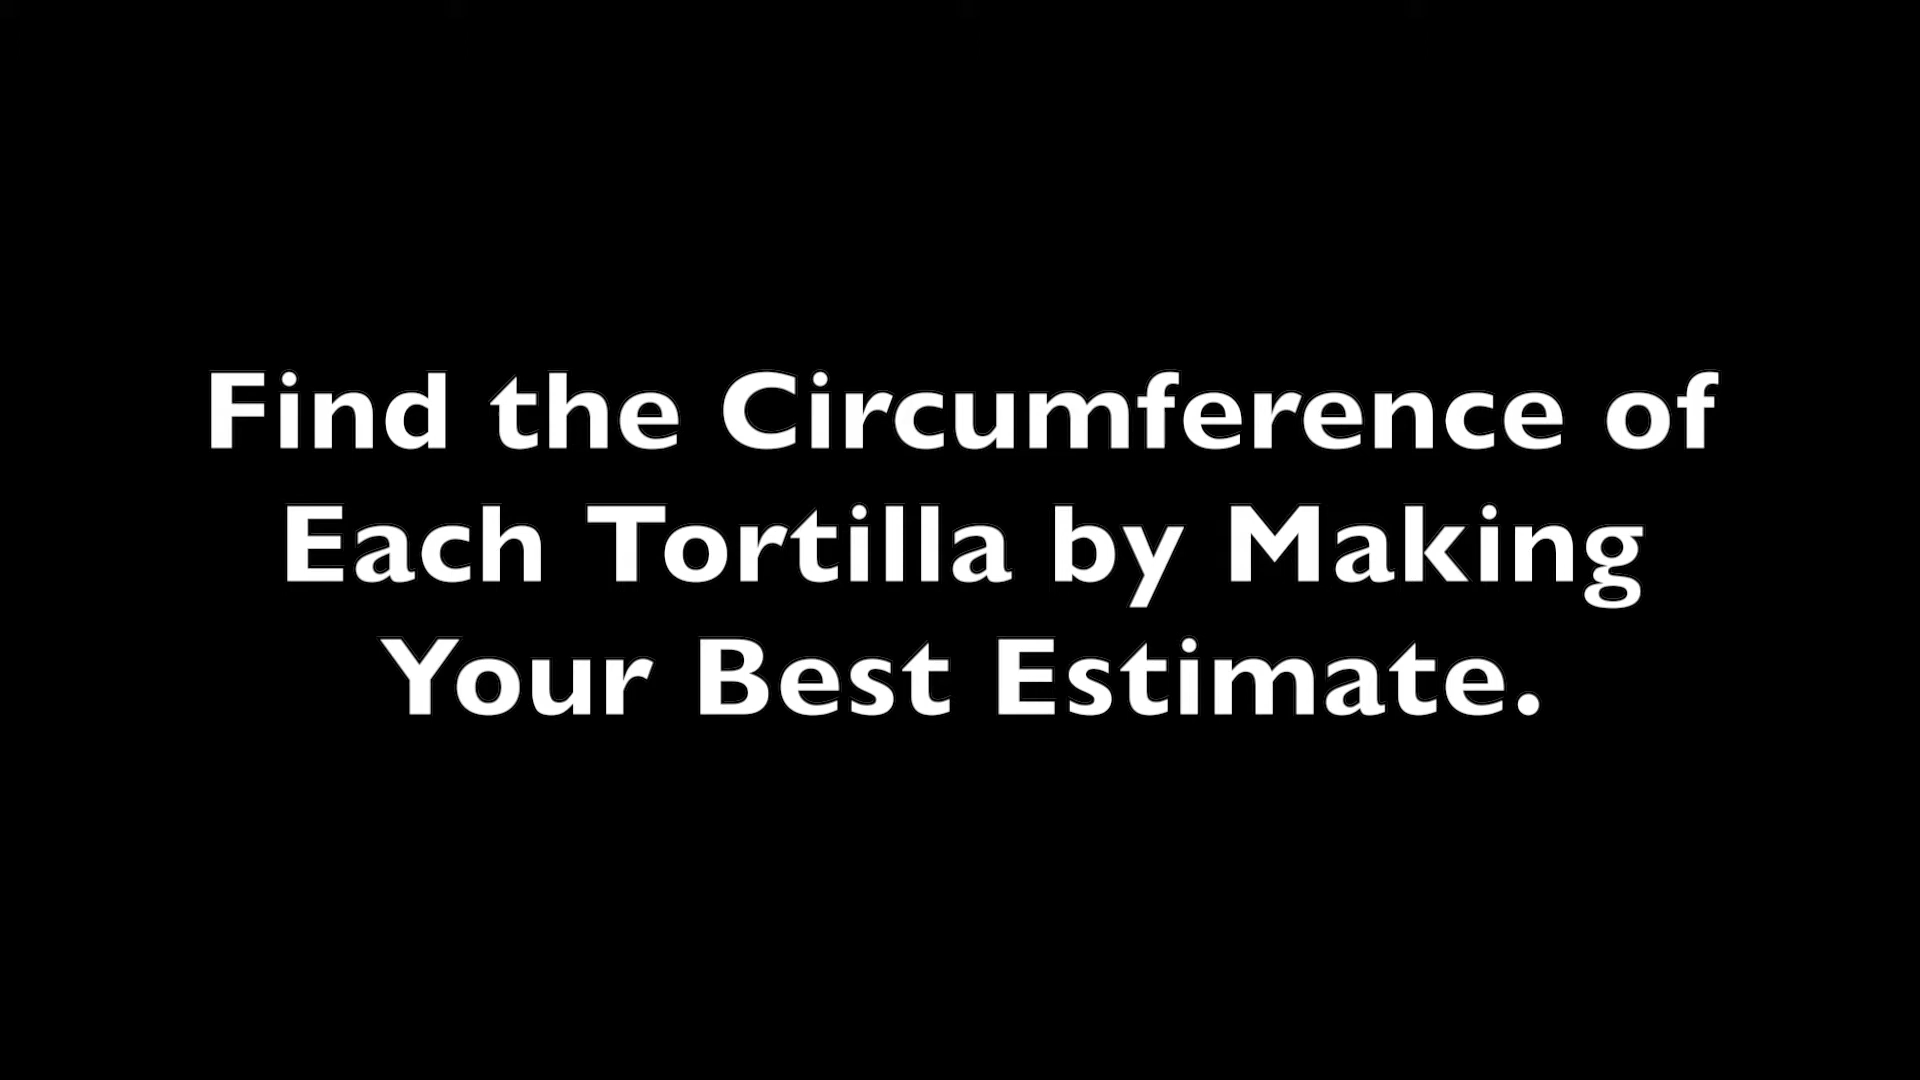 Find the Circumference of
Each Tortilla by Making
Your Best Estimate.